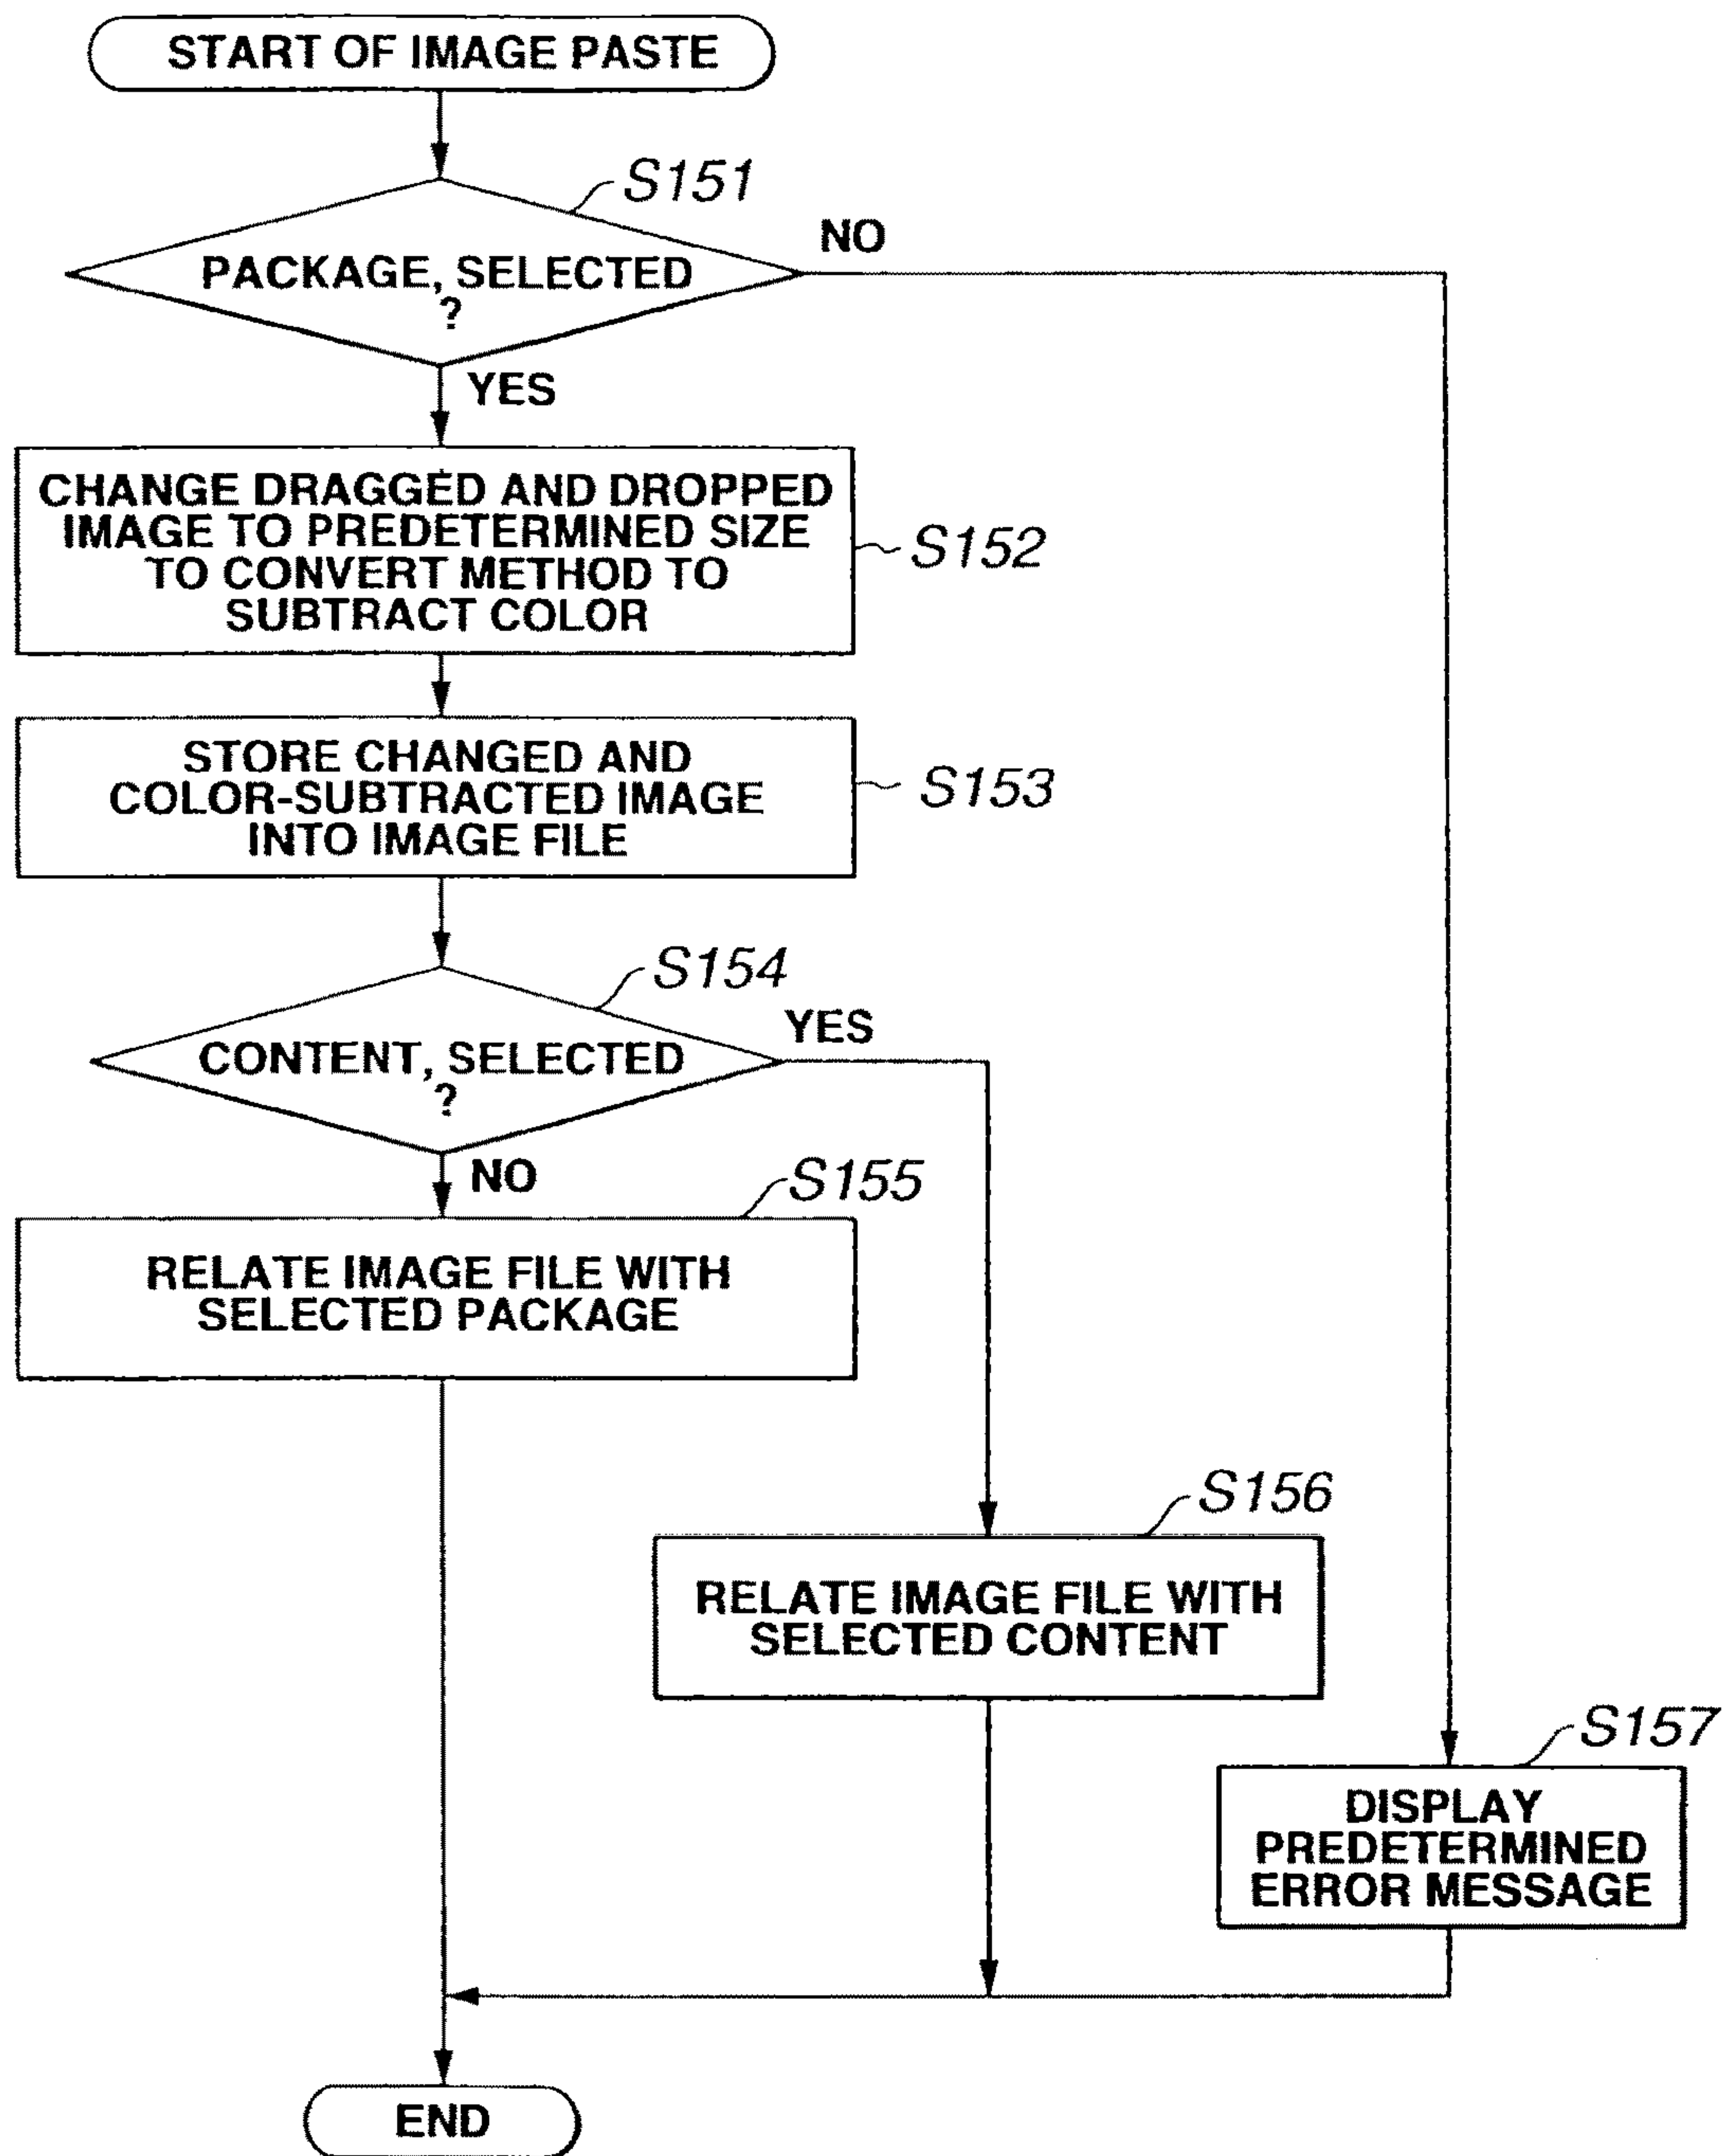 START OF IMAGE PASTE
S151
NO
PACKAGE, SELECTED
?
YES
CHANGE DRAGGED AND DROPPED
IMAGE TO PREDETERMINED SIZE
TO CONVERT METHOD TO
SUBTRACT COLOR
S152
STORE CHANGED AND
COLOR-SUBTRACTED IMAGE
INTO IMAGE FILE
S153
S154
YES
CONTENT, SELECTED
?
NO
S155
RELATE IMAGE FILE WITH
SELECTED PACKAGE
S156
RELATE IMAGE FILE WITH
SELECTED CONTENT
S157
DISPLAY
PREDETERMINED
ERROR MESSAGE
END